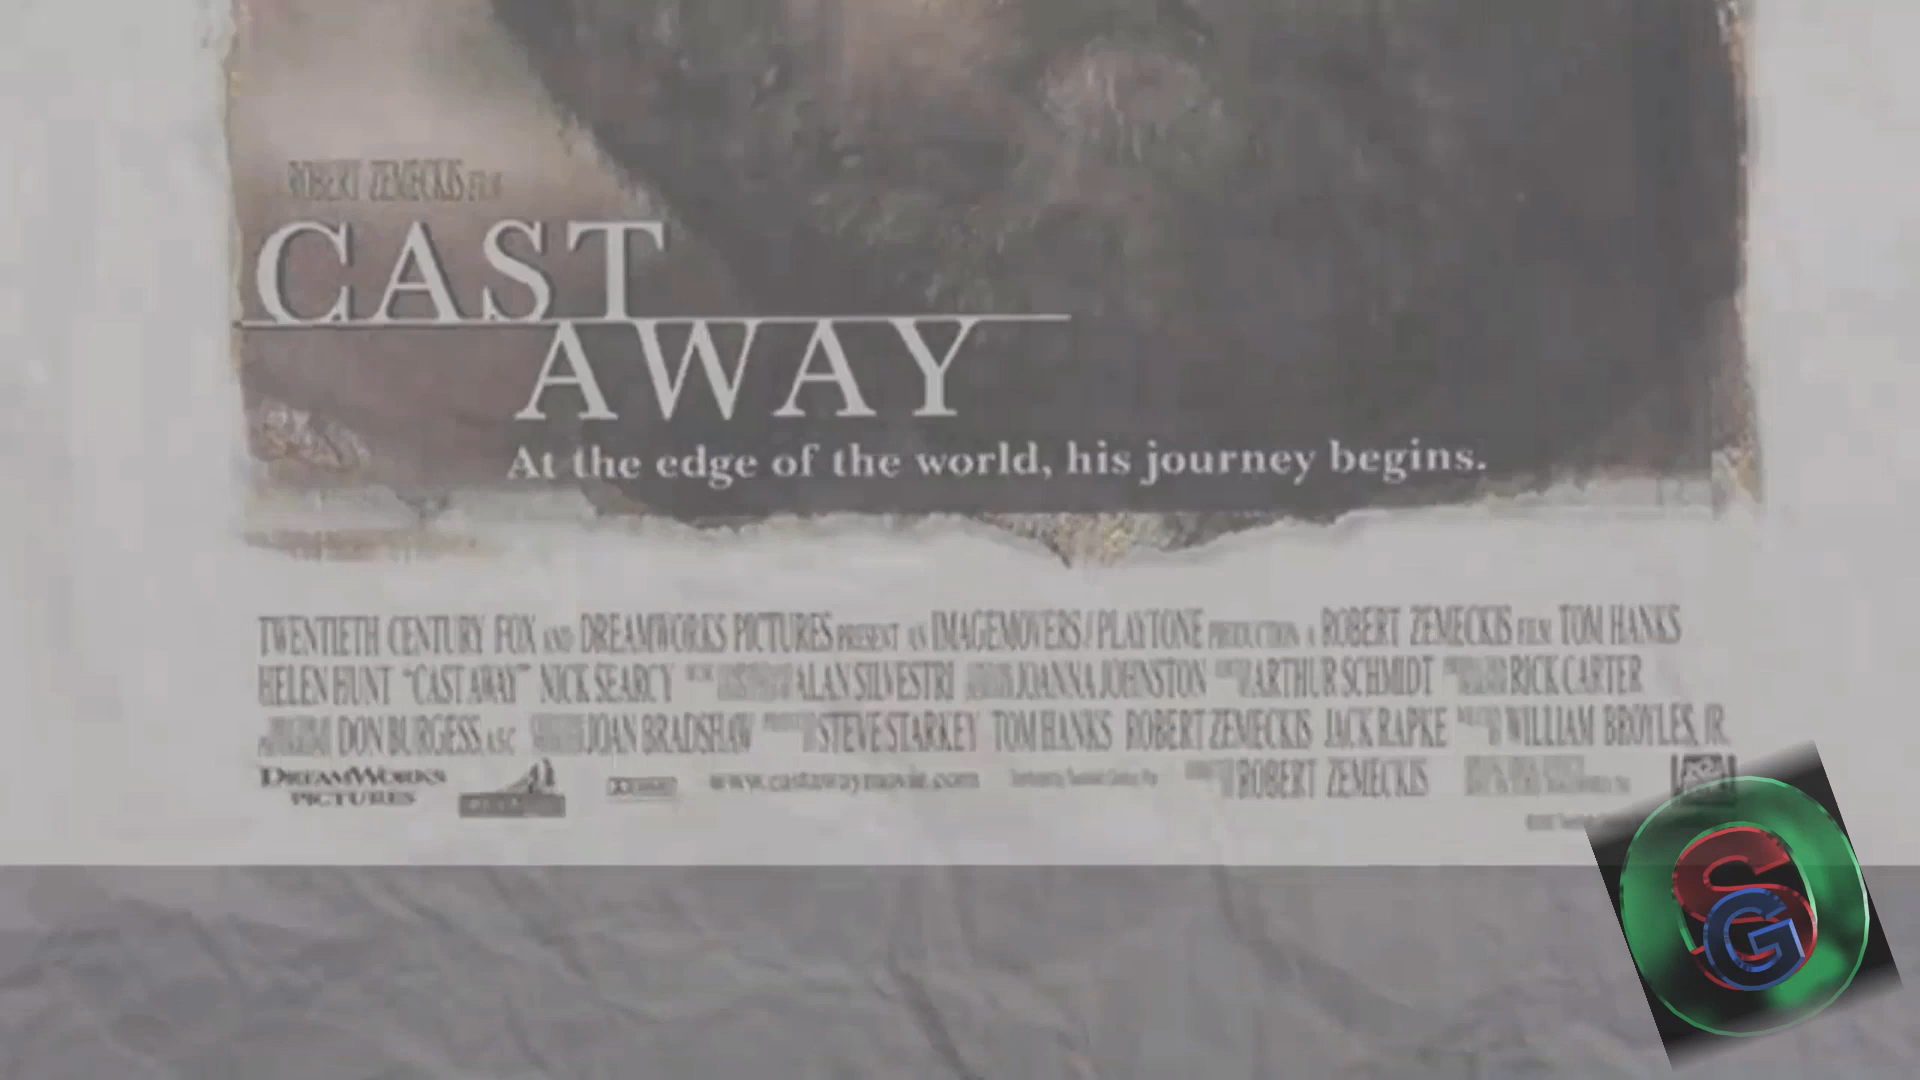 ROBERT ZEMECKIS FILM
CAST
AWAY
At the edge of the world, his journey begins.
TWENTIETH CENTURY FOX AND DREAMWORKS PICTURES PRESENT AN IMAGEMOVERS/PLAYTONE PRODUCTION A ROBERT ZEMECKIS FILM TOM HANKS
HELEN HUNT "CAST AWAY" NICK SEARCY ALAN SILVESTRI JOANNA JOHNSTON ARTHUR SCHMIDT RICK CARTER
DON BURGESS, A.S.C. JOAN BRADSHAW STEVE STARKEY TOM HANKS ROBERT ZEMECKIS JACK RAPKE WILLIAM BROYLES, JR.
DREAMWORKS PICTURES www.castawaymovie.com ROBERT ZEMECKIS
SG